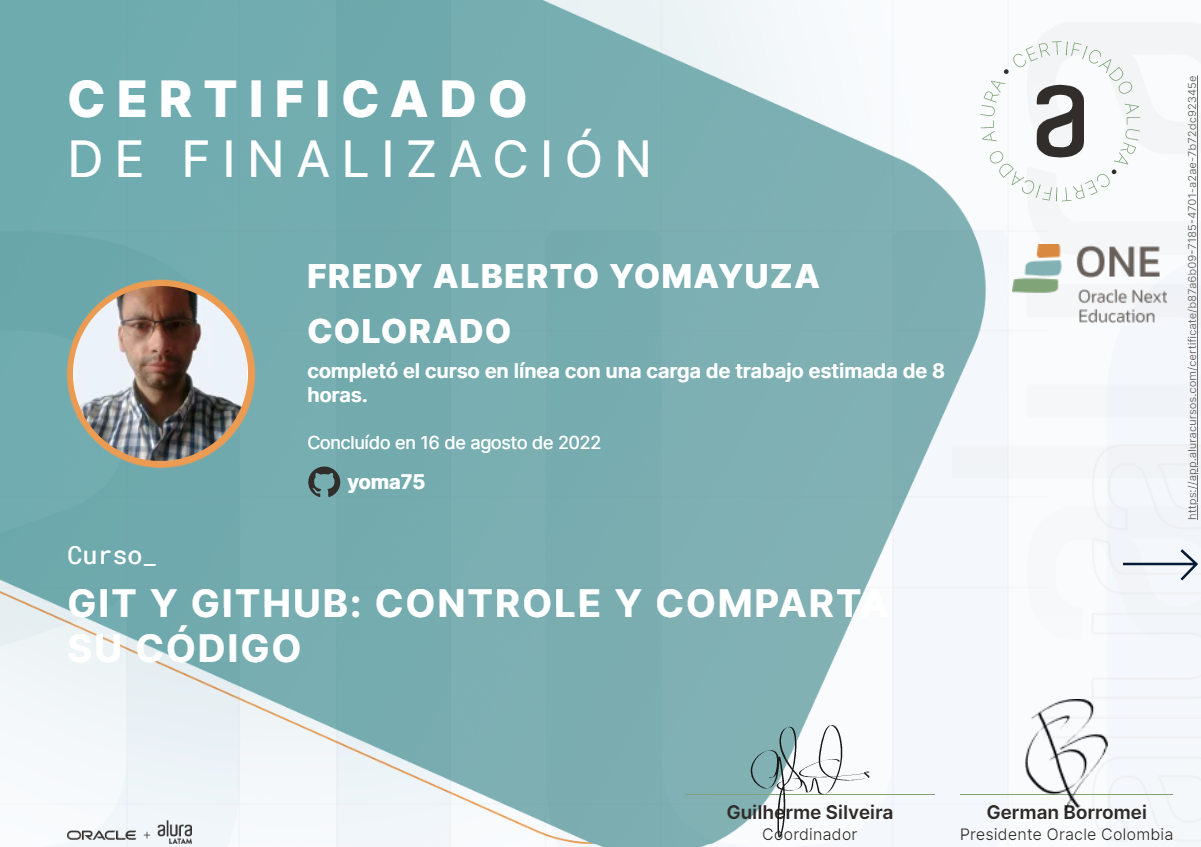 CERTIFICADO
DE FINALIZACIÓN
CERTIFICADO ALURA • CERTIFICADO ALURA •
a
ONE
Oracle Next
Education
https://app.aluracursos.com/certificate/b87a6b09-7185-4701-a2ae-7b72dc92345e
FREDY ALBERTO YOMAYUZA
COLORADO
completó el curso en línea con una carga de trabajo estimada de 8
horas.
Concluído en 16 de agosto de 2022
yoma75
Curso_
GIT Y GITHUB: CONTROLE Y COMPARTA
SU CÓDIGO
Guilherme Silveira
Coordinador
German Borromei
Presidente Oracle Colombia
ORACLE + alura
LATAM